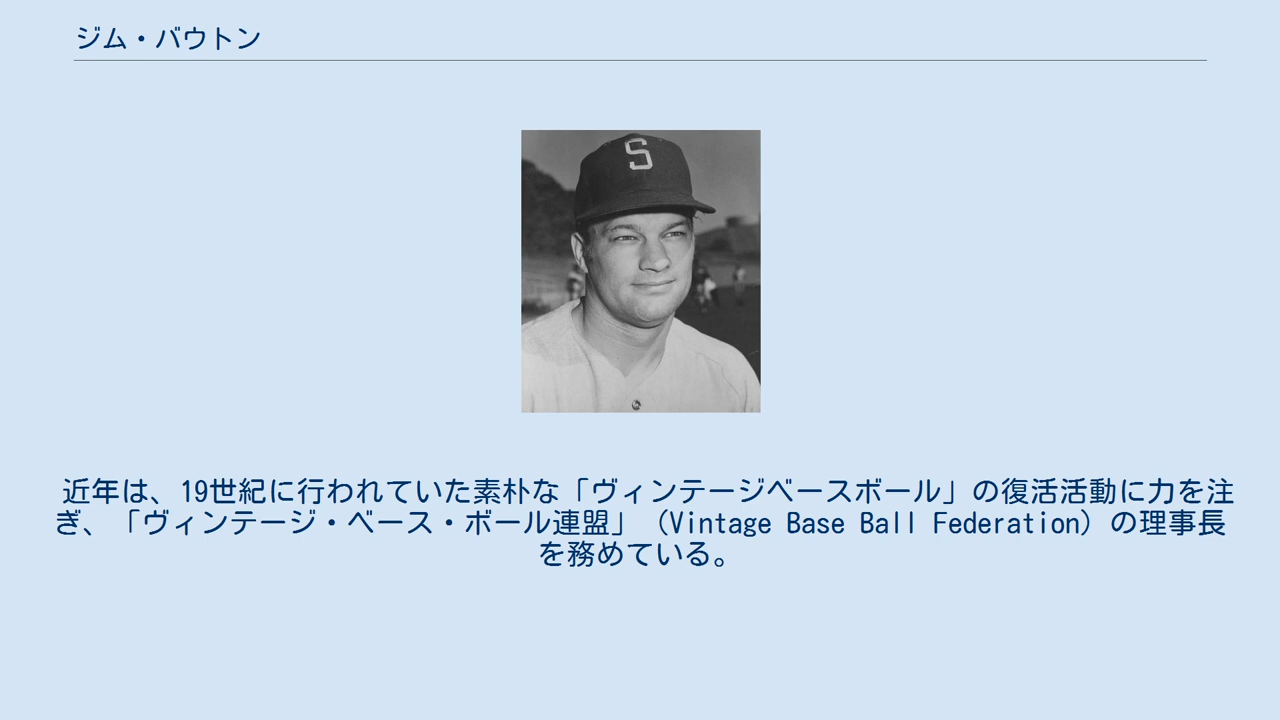 ジム・バウトン
S
近年は、19世紀に行われていた素朴な「ヴィンテージベースボール」の復活活動に力を注
ぎ、「ヴィンテージ・ベース・ボール連盟」（Vintage Base Ball Federation）の理事長
を務めている。